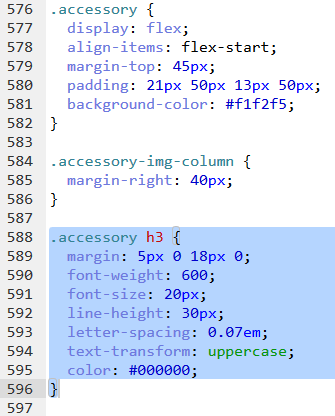 576 .accessory {
577   display: flex;
578   align-items: flex-start;
579   margin-top: 45px;
580   padding: 21px 50px 13px 50px;
581   background-color: #f1f2f5;
582 }
583
584 .accessory-img-column {
585   margin-right: 40px;
586 }
587
588 .accessory h3 {
589   margin: 5px 0 18px 0;
590   font-weight: 600;
591   font-size: 20px;
592   line-height: 30px;
593   letter-spacing: 0.07em;
594   text-transform: uppercase;
595   color: #000000;
596 }
597